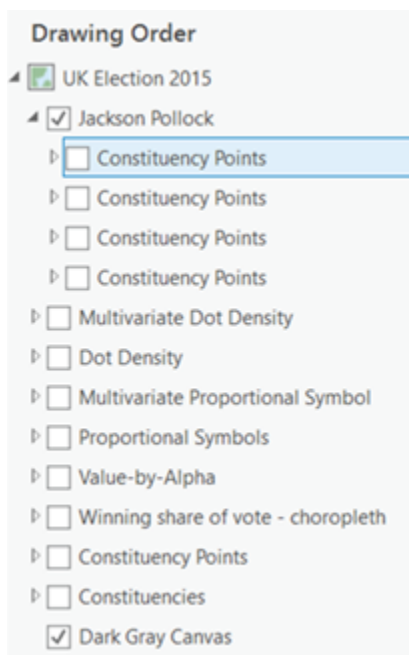 Drawing Order
UK Election 2015
Jackson Pollock
Constituency Points
Constituency Points
Constituency Points
Constituency Points
Multivariate Dot Density
Dot Density
Multivariate Proportional Symbol
Proportional Symbols
Value-by-Alpha
Winning share of vote - choropleth
Constituency Points
Constituencies
Dark Gray Canvas